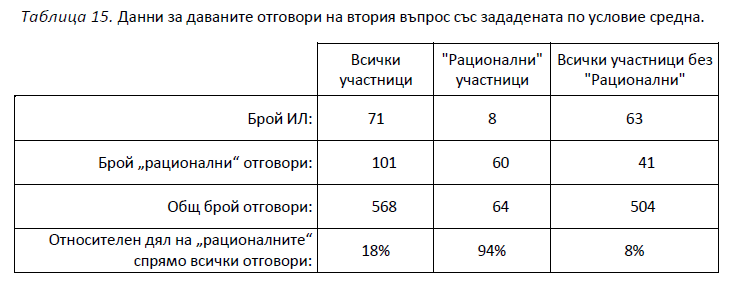 Таблица 15. Данни за даваните отговори на втория въпрос със зададената по условие средна.
Всички участници
"Рационални" участници
Всички участници без "Рационални"
Брой ИЛ: 71 8 63
Брой „рационални“ отговори: 101 60 41
Общ брой отговори: 568 64 504
Относителен дял на „рационалните“
спрямо всички отговори: 18% 94% 8%